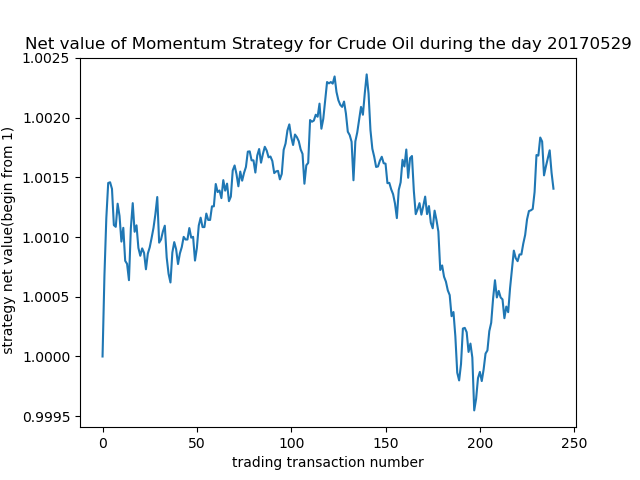 Net value of Momentum Strategy for Crude Oil during the day 20170529
1.0025
1.0020
1.0015
1.0010
1.0005
1.0000
0.9995
strategy net value(begin from 1)
0 50 100 150 200 250
trading transaction number